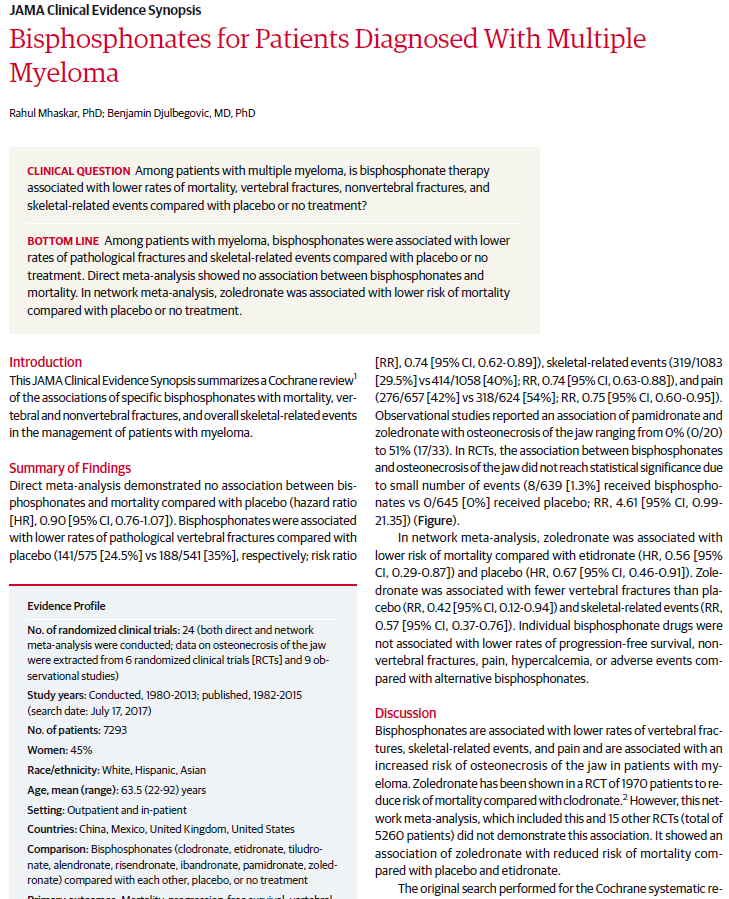 JAMA Clinical Evidence Synopsis
Bisphosphonates for Patients Diagnosed With Multiple
Myeloma
Rahul Mhaskar, PhD; Benjamin Djulbegovic, MD, PhD
CLINICAL QUESTION Among patients with multiple myeloma, is bisphosphonate therapy
associated with lower rates of mortality, vertebral fractures, nonvertebral fractures, and
skeletal-related events compared with placebo or no treatment?
BOTTOM LINE Among patients with myeloma, bisphosphonates were associated with lower
rates of pathological fractures and skeletal-related events compared with placebo or no
treatment. Direct meta-analysis showed no association between bisphosphonates and
mortality. In network meta-analysis, zoledronate was associated with lower risk of mortality
compared with placebo or no treatment.
Introduction
This JAMA Clinical Evidence Synopsis summarizes a Cochrane review1
of the associations of specific bisphosphonates with mortality, ver-
tebral and nonvertebral fractures, and overall skeletal-related events
in the management of patients with myeloma.
Summary of Findings
Direct meta-analysis demonstrated no association between bis-
phosphonates and mortality compared with placebo (hazard ratio
[HR], 0.90 [95% CI, 0.76-1.07]). Bisphosphonates were associated
with lower rates of pathological vertebral fractures compared with
placebo (141/575 [24.5%] vs 188/541 [35%], respectively; risk ratio
Evidence Profile
No. of randomized clinical trials: 24 (both direct and network
meta-analysis were conducted; data on osteonecrosis of the jaw
were extracted from 6 randomized clinical trials [RCTs] and 9 ob-
servational studies)
Study years: Conducted, 1980-2013; published, 1982-2015
(search date: July 17, 2017)
No. of patients: 7293
Women: 45%
Race/ethnicity: White, Hispanic, Asian
Age, mean (range): 63.5 (22-92) years
Setting: Outpatient and in-patient
Countries: China, Mexico, United Kingdom, United States
Comparison: Bisphosphonates (clodronate, etidronate, tiludro-
nate, alendronate, risendronate, ibandronate, pamidronate, zoled-
ronate) compared with each other, placebo, or no treatment
Primary outcomes: Mortality, progression-free survival, vertebral
[RR], 0.74 [95% CI, 0.62-0.89]), skeletal-related events (319/1083
[29.5%] vs 414/1058 [40%]; RR, 0.74 [95% CI, 0.63-0.88]), and pain
(276/657 [42%] vs 318/624 [54%]; RR, 0.75 [95% CI, 0.60-0.95]).
Observational studies reported an association of pamidronate and
zoledronate with osteonecrosis of the jaw ranging from 0% (0/20)
to 51% (17/33). In RCTs, the association between bisphosphonates
and osteonecrosis of the jaw did not reach statistical significance due
to small number of events (8/639 [1.3%] received bisphospho-
nates vs 0/645 [0%] received placebo; RR, 4.61 [95% CI, 0.99-
21.35]) (Figure).
In network meta-analysis, zoledronate was associated with
lower risk of mortality compared with etidronate (HR, 0.56 [95%
CI, 0.29-0.87]) and placebo (HR, 0.67 [95% CI, 0.46-0.91]). Zole-
dronate was associated with fewer vertebral fractures than pla-
cebo (RR, 0.42 [95% CI, 0.12-0.94]) and skeletal-related events (RR,
0.57 [95% CI, 0.37-0.76]). Individual bisphosphonate drugs were
not associated with lower rates of progression-free survival, non-
vertebral fractures, pain, hypercalcemia, or adverse events com-
pared with alternative bisphosphonates.
Discussion
Bisphosphonates are associated with lower rates of vertebral frac-
tures, skeletal-related events, and pain and are associated with an
increased risk of osteonecrosis of the jaw in patients with my-
eloma. Zoledronate has been shown in a RCT of 1970 patients to re-
duce risk of mortality compared with clodronate.2 However, this net-
work meta-analysis, which included this and 15 other RCTs (total of
5260 patients) did not demonstrate this association. It showed an
association of zoledronate with reduced risk of mortality com-
pared with placebo and etidronate.
The original search performed for the Cochrane systematic re-